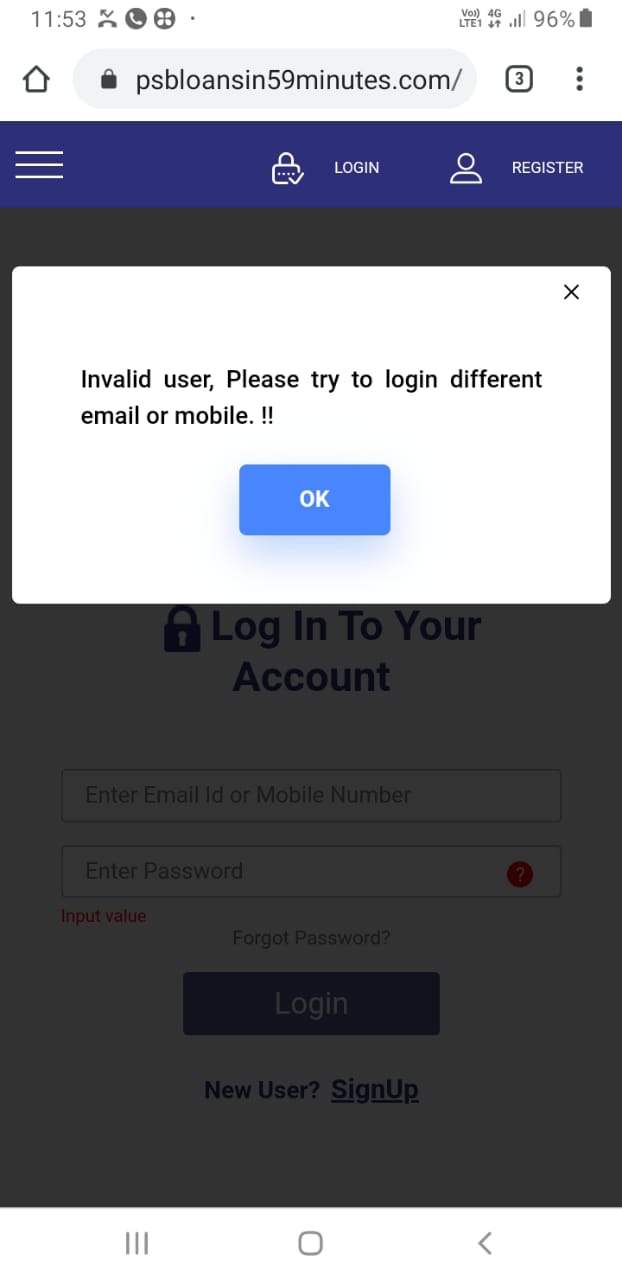 11:53
Vo)) 4G
LTE1
96%
psbloansin59minutes.com/
3
LOGIN
REGISTER
Invalid user, Please try to login different
email or mobile. !!
OK
Log In To Your
Account
Enter Email Id or Mobile Number
Enter Password
?
Input value
Forgot Password?
Login
New User? SignUp